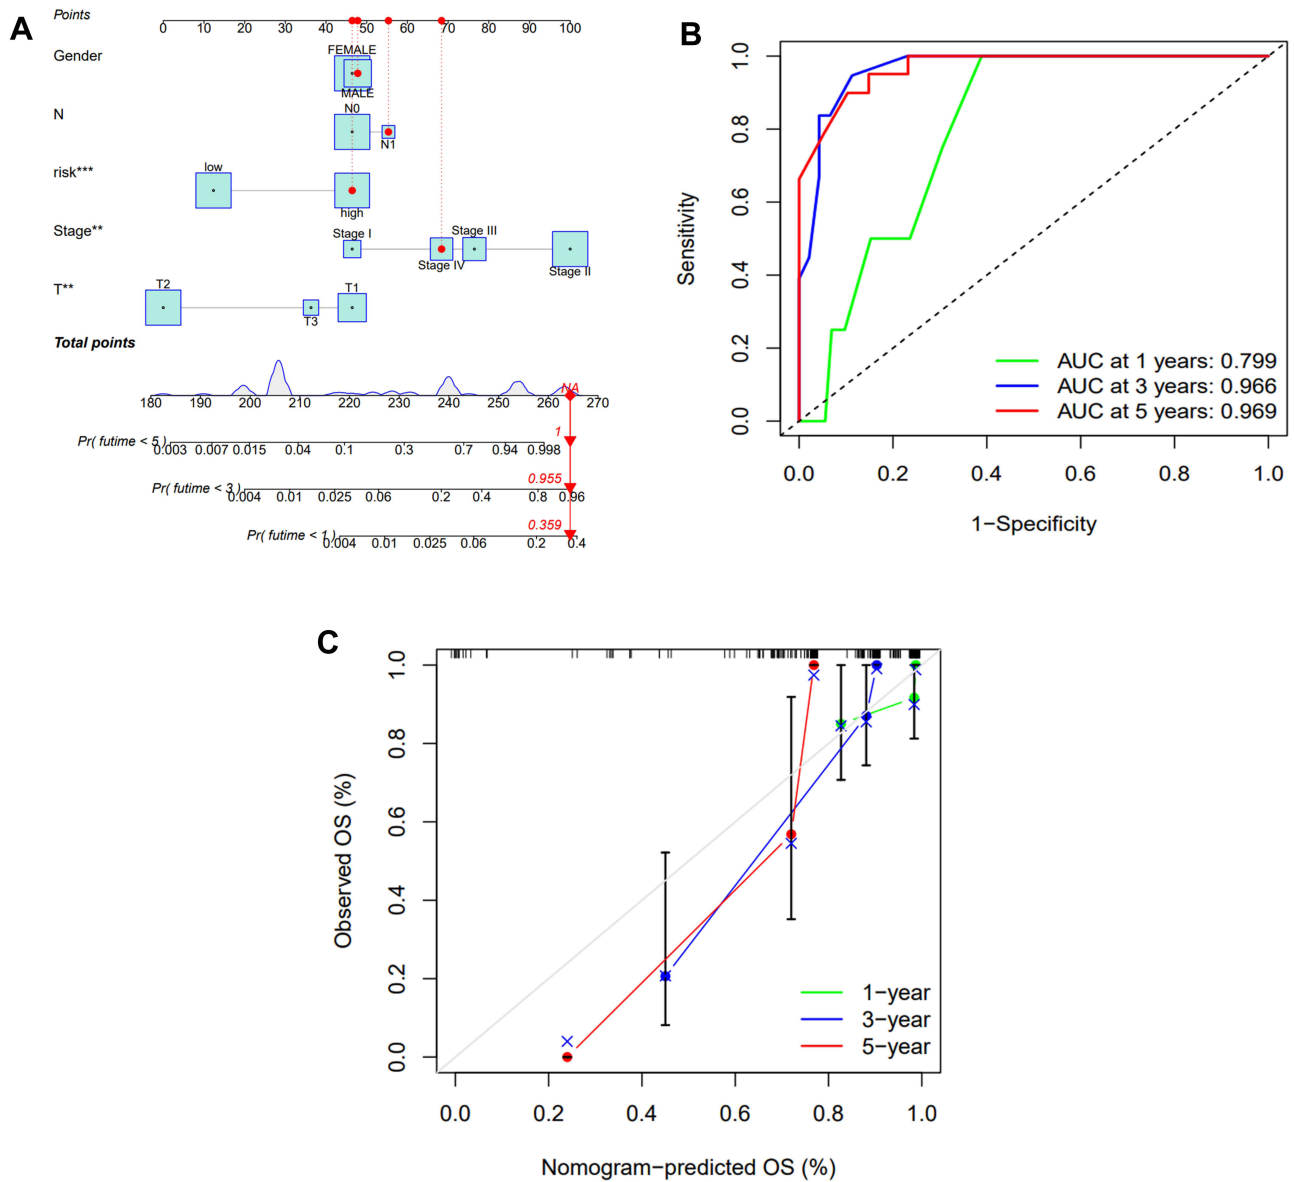 A
Points
0 10 20 30 40 50 60 70 80 90 100
Gender
FEMALE
MALE
N
N0
N1
risk***
low
high
Stage**
Stage I
Stage IV
Stage III
Stage II
T**
T2
T3
T1
Total points
NA
180 190 200 210 220 230 240 250 260 270
1
Pr( futime < 5 )
0.003 0.007 0.015 0.04 0.1 0.3 0.7 0.94 0.998
0.955
Pr( futime < 3 )
0.004 0.01 0.025 0.06 0.2 0.4 0.8 0.96
0.359
Pr( futime < 1 )
0.004 0.01 0.025 0.06 0.2 0.4
B
Sensitivity
1.0
0.8
0.6
0.4
0.2
0.0
AUC at 1 years: 0.799
AUC at 3 years: 0.966
AUC at 5 years: 0.969
0.0 0.2 0.4 0.6 0.8 1.0
1−Specificity
C
Observed OS (%)
1.0
0.8
0.6
0.4
0.2
0.0
1−year
3−year
5−year
0.0 0.2 0.4 0.6 0.8 1.0
Nomogram−predicted OS (%)